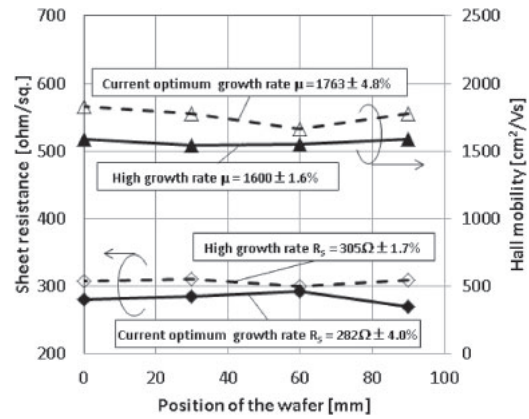 700
600
500
400
300
200
Sheet resistance [ohm/sq.]
Current optimum growth rate μ = 1763 ± 4.8%
High growth rate μ = 1600 ± 1.6%
High growth rate RS = 305Ω ± 1.7%
Current optimum growth rate RS = 282Ω ± 4.0%
2500
2000
1500
1000
500
0
Hall mobility [cm²/Vs]
0 20 40 60 80 100
Position of the wafer [mm]